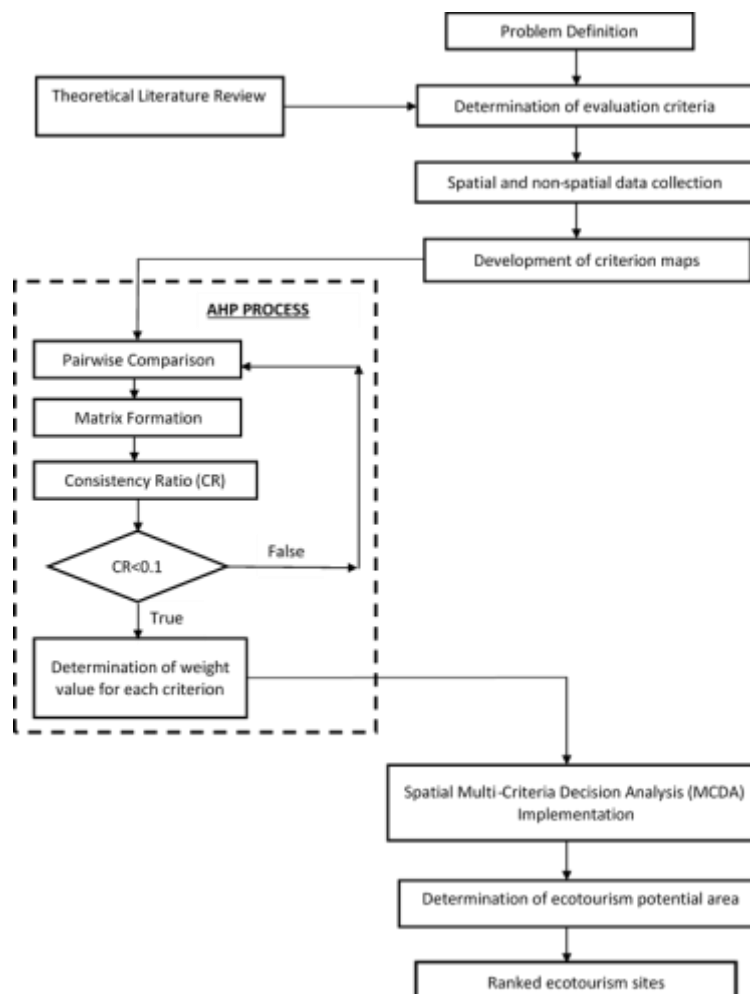 Problem Definition
Theoretical Literature Review
Determination of evaluation criteria
Spatial and non-spatial data collection
Development of criterion maps
AHP PROCESS
Pairwise Comparison
Matrix Formation
Consistency Ratio (CR)
CR<0.1
False
True
Determination of weight
value for each criterion
Spatial Multi-Criteria Decision Analysis (MCDA)
Implementation
Determination of ecotourism potential area
Ranked ecotourism sites